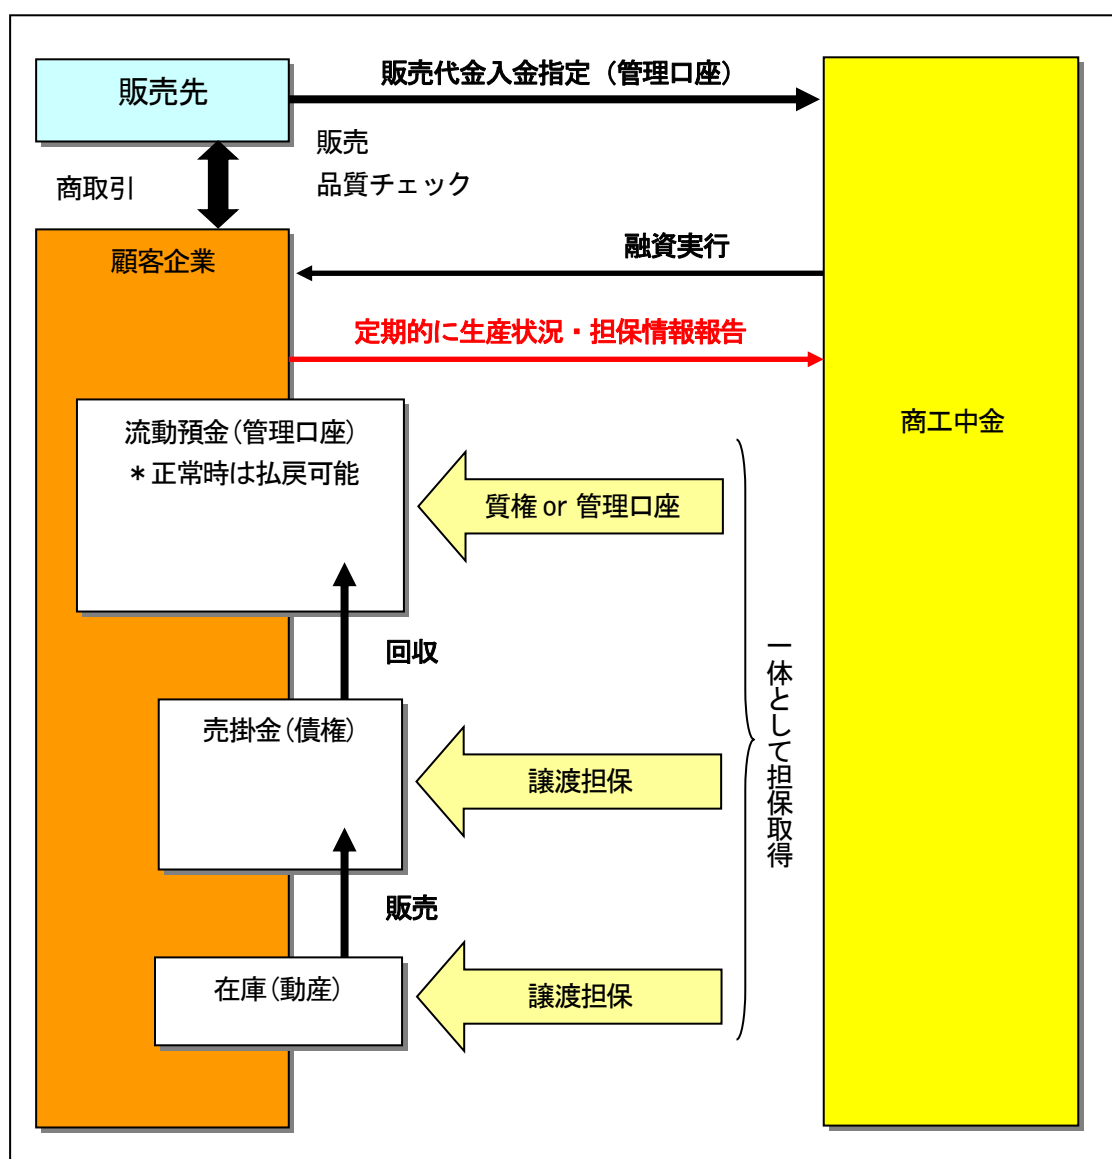 販売先
販売代金入金指定（管理口座）
販売
品質チェック
商取引
顧客企業
融資実行
定期的に生産状況・担保情報報告
商工中金
流動預金(管理口座)
＊正常時は払戻可能
質権 or 管理口座
回収
一体として担保取得
売掛金(債権)
譲渡担保
販売
在庫(動産)
譲渡担保